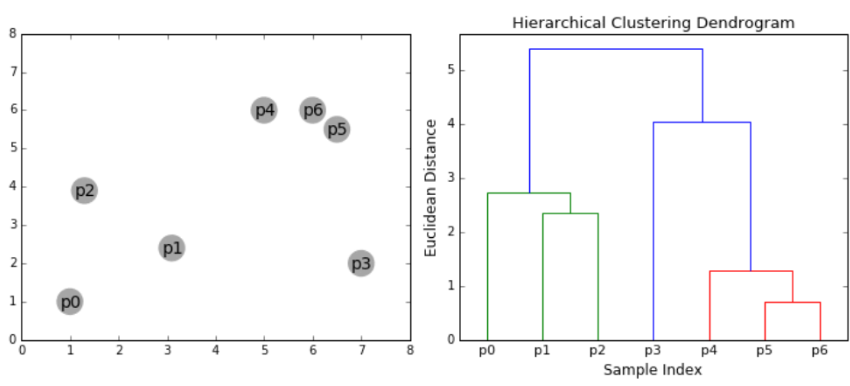 Hierarchical Clustering Dendrogram
8
7
6
5
4
3
2
1
0
p4
p6
p5
p2
p1
p3
p0
0 1 2 3 4 5 6 7 8
Euclidean Distance
5
4
3
2
1
0
p0 p1 p2 p3 p4 p5 p6
Sample Index